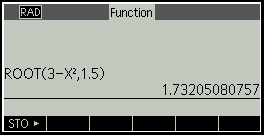 RAD Function
ROOT(3-X²,1.5)
1.73205080757
STO ►